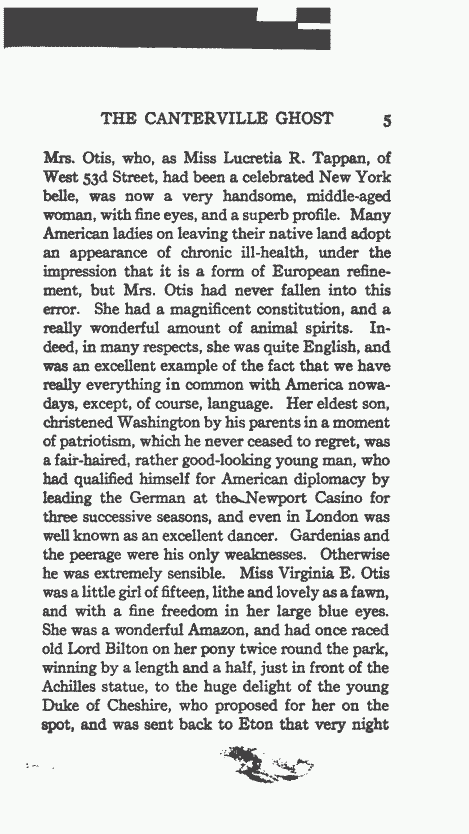 THE CANTERVILLE GHOST 5
Mrs. Otis, who, as Miss Lucretia R. Tappan, of
West 53d Street, had been a celebrated New York
belle, was now a very handsome, middle-aged
woman, with fine eyes, and a superb profile. Many
American ladies on leaving their native land adopt
an appearance of chronic ill-health, under the
impression that it is a form of European refine-
ment, but Mrs. Otis had never fallen into this
error. She had a magnificent constitution, and a
really wonderful amount of animal spirits. In-
deed, in many respects, she was quite English, and
was an excellent example of the fact that we have
really everything in common with America nowa-
days, except, of course, language. Her eldest son,
christened Washington by his parents in a moment
of patriotism, which he never ceased to regret, was
a fair-haired, rather good-looking young man, who
had qualified himself for American diplomacy by
leading the German at the Newport Casino for
three successive seasons, and even in London was
well known as an excellent dancer. Gardenias and
the peerage were his only weaknesses. Otherwise
he was extremely sensible. Miss Virginia E. Otis
was a little girl of fifteen, lithe and lovely as a fawn,
and with a fine freedom in her large blue eyes.
She was a wonderful Amazon, and had once raced
old Lord Bilton on her pony twice round the park,
winning by a length and a half, just in front of the
Achilles statue, to the huge delight of the young
Duke of Cheshire, who proposed for her on the
spot, and was sent back to Eton that very night